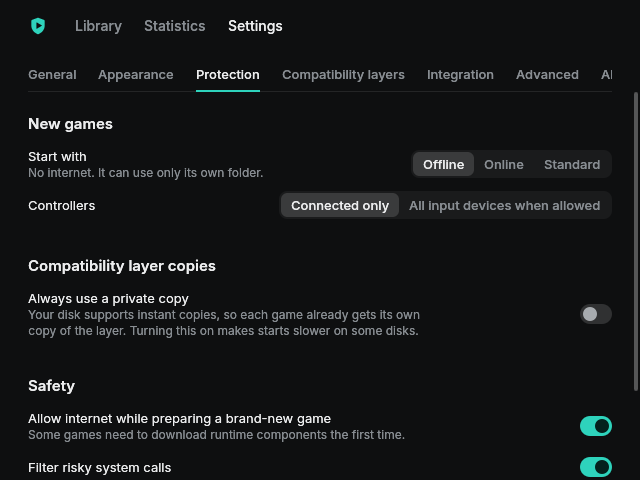 Library Statistics Settings
General Appearance Protection Compatibility layers Integration Advanced
New games
Start with
No internet. It can use only its own folder.
Offline Online Standard
Controllers
Connected only All input devices when allowed
Compatibility layer copies
Always use a private copy
Your disk supports instant copies, so each game already gets its own
copy of the layer. Turning this on makes starts slower on some disks.
Safety
Allow internet while preparing a brand-new game
Some games need to download runtime components the first time.
Filter risky system calls